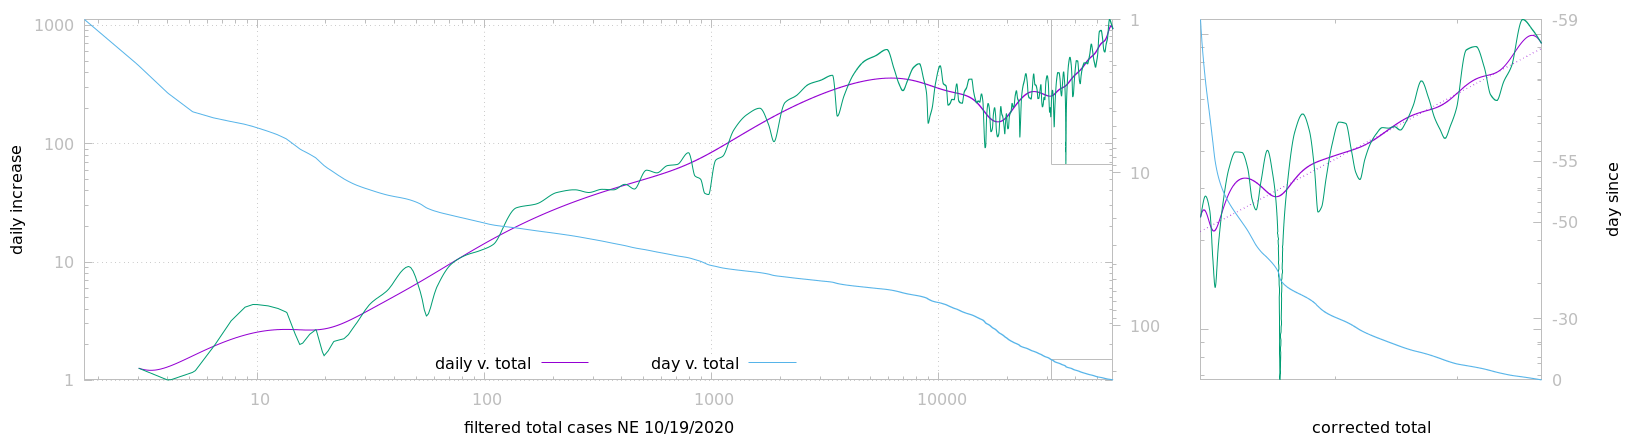 1000
100
10
1
daily increase
10
100
1000
10000
filtered total cases NE 10/19/2020
daily v. total
day v. total
1
10
100
-59
-55
-50
-30
0
day since
corrected total